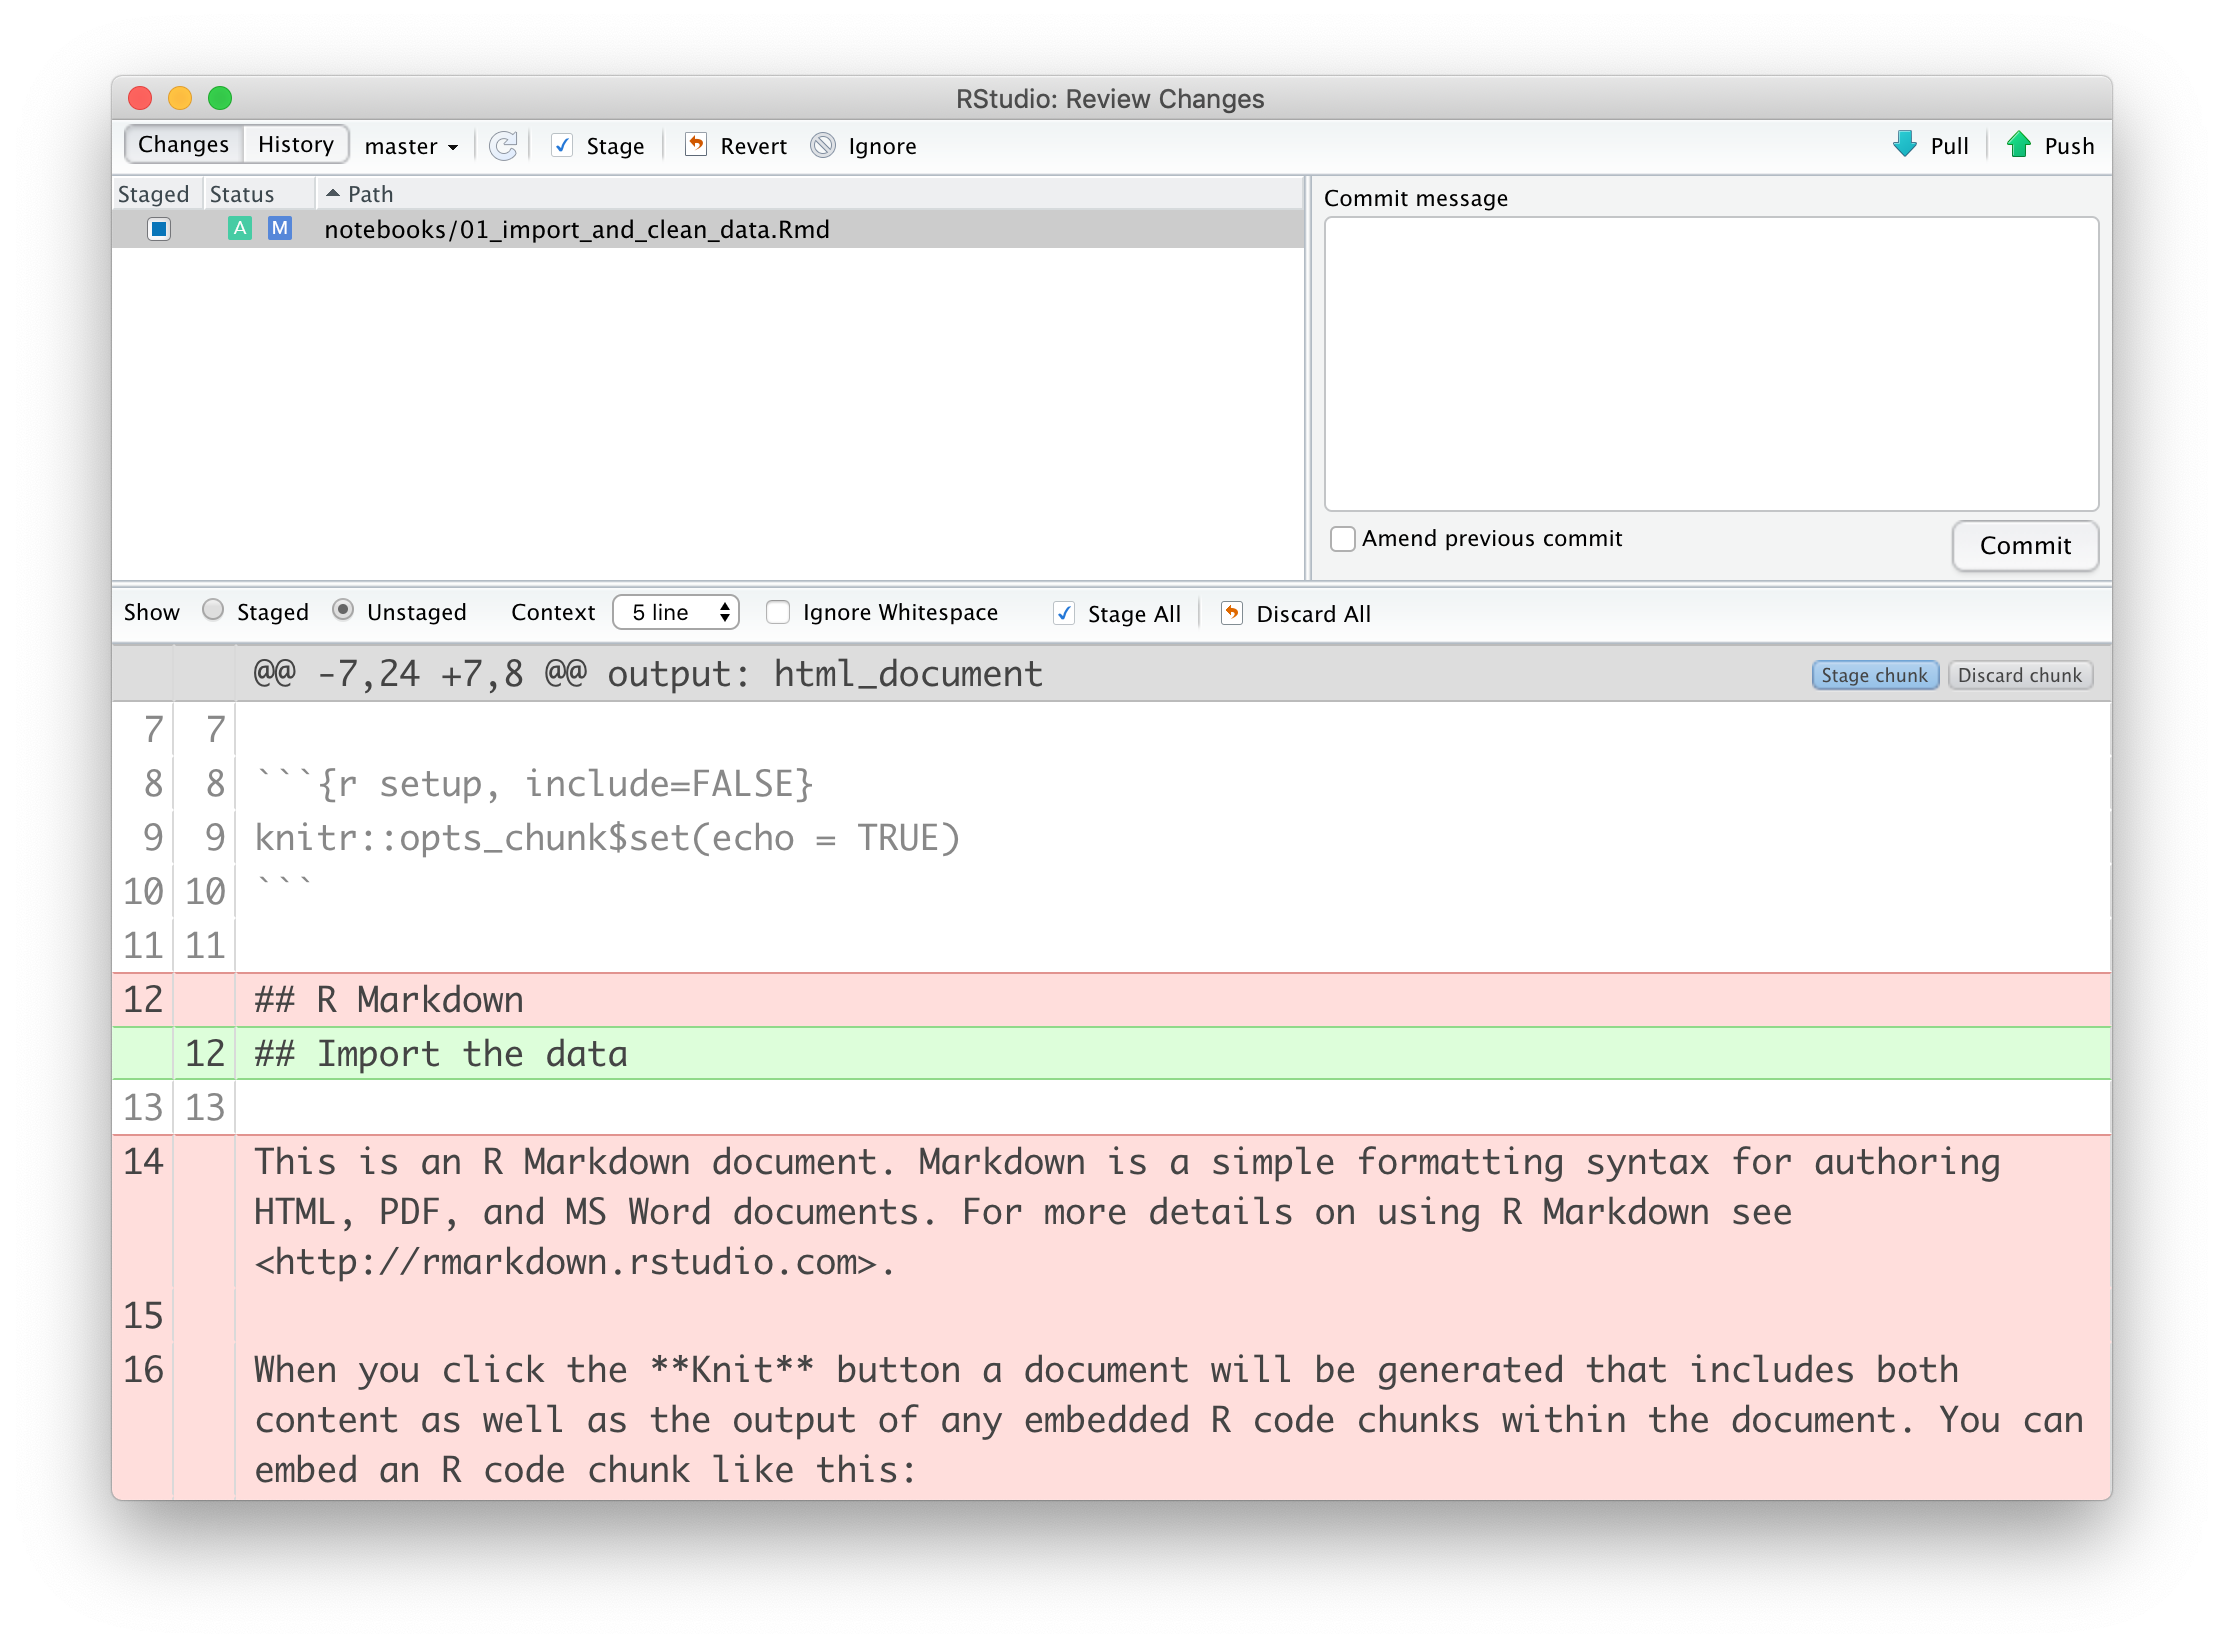 RStudio: Review Changes
Changes History master Stage Revert Ignore Pull Push
Staged Status Path
Commit message
A M notebooks/01_import_and_clean_data.Rmd
Amend previous commit
Commit
Show Staged Unstaged Context 5 line Ignore Whitespace Stage All Discard All
@@ -7,24 +7,8 @@ output: html_document Stage chunk Discard chunk
7 7
8 8 ```{r setup, include=FALSE}
9 9 knitr::opts_chunk$set(echo = TRUE)
10 10 ```
11 11
12 ## R Markdown
12 ## Import the data
13 13
14 This is an R Markdown document. Markdown is a simple formatting syntax for authoring
HTML, PDF, and MS Word documents. For more details on using R Markdown see
<http://rmarkdown.rstudio.com>.
15
16 When you click the **Knit** button a document will be generated that includes both
content as well as the output of any embedded R code chunks within the document. You can
embed an R code chunk like this: